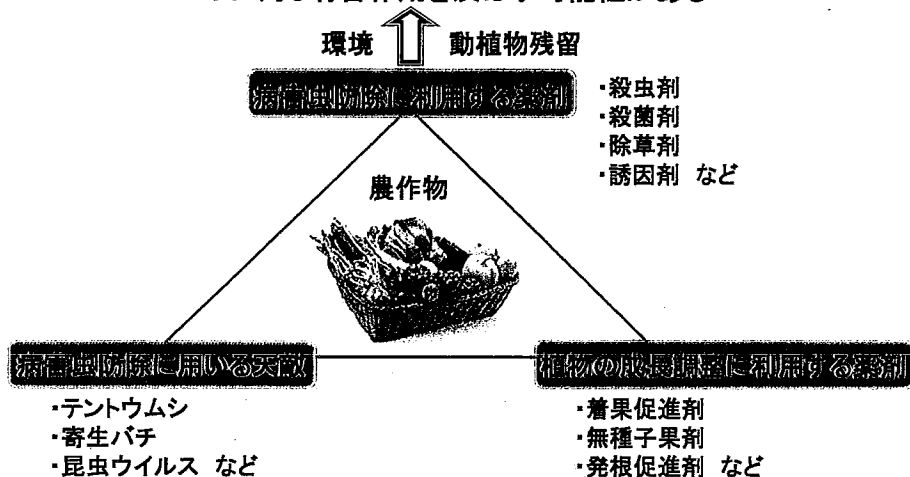 環境 動植物残留
病害虫防除に利用する薬剤
・殺虫剤
・殺菌剤
・除草剤
・誘因剤 など
農作物
病害虫防除に用いる天敵
植物の成長調整に利用する薬剤
・テントウムシ
・寄生バチ
・昆虫ウイルス など
・着果促進剤
・無種子果剤
・発根促進剤 など